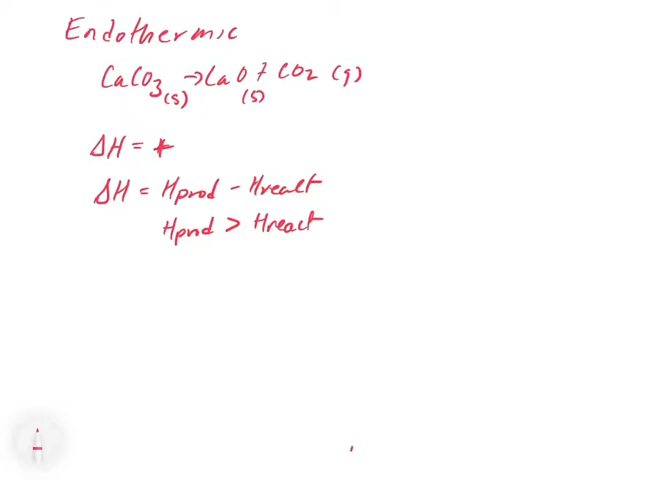 Endothermic
CaCO3 (s) → CaO (s) + CO2 (g)
ΔH = +
ΔH = Hprod - Hreact
Hprod > Hreact